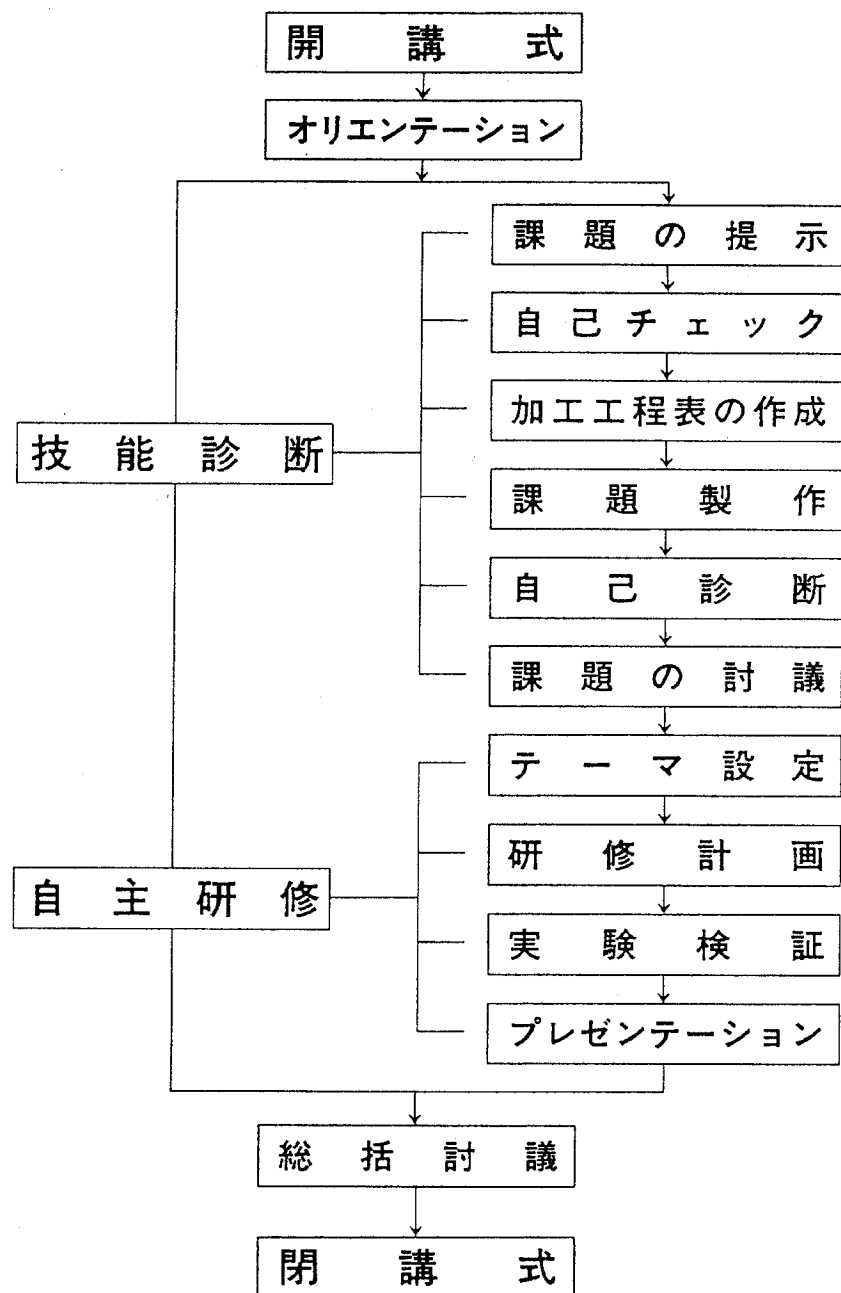 開講式
オリエンテーション
課題の提示
自己チェック
加工工程表の作成
技能診断
課題製作
自己診断
課題の討議
テーマ設定
研修計画
自主研修
実験検証
プレゼンテーション
総括討議
閉講式